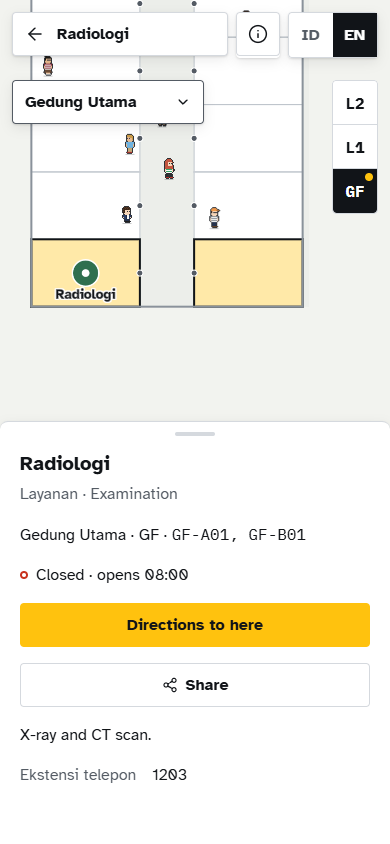 Radiologi
ID
EN
Gedung Utama
L2
L1
GF
Radiologi
Radiologi
Layanan · Examination
Gedung Utama · GF · GF-A01, GF-B01
Closed · opens 08:00
Directions to here
Share
X-ray and CT scan.
Ekstensi telepon 1203